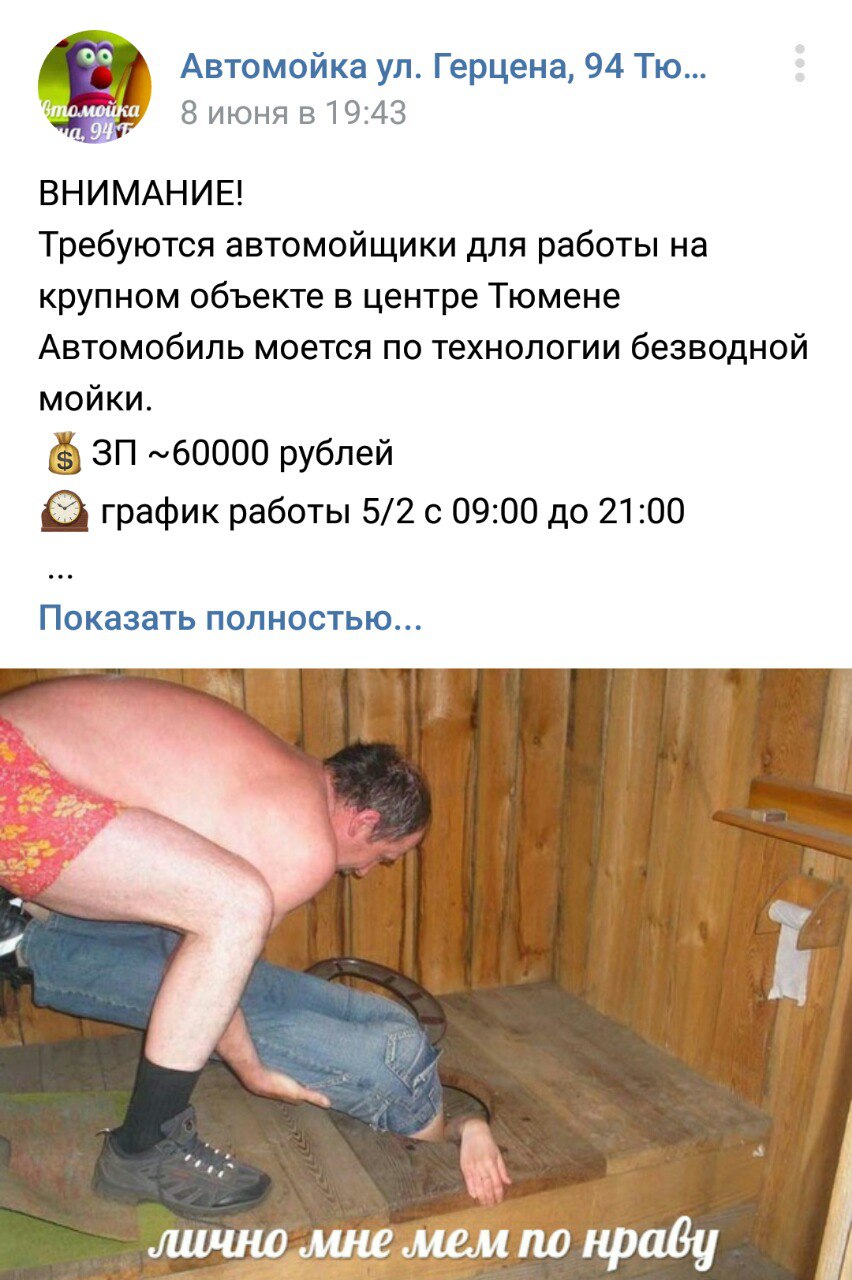 Автомойка ул. Герцена, 94 Тю...
8 июня в 19:43
втомойка
на, 94 Т
ВНИМАНИЕ!
Требуются автомойщики для работы на
крупном объекте в центре Тюмене
Автомобиль моется по технологии безводной
мойки.
💰 ЗП ~60000 рублей
🕰 график работы 5/2 с 09:00 до 21:00
...
Показать полностью...
лично мне мем по нраву